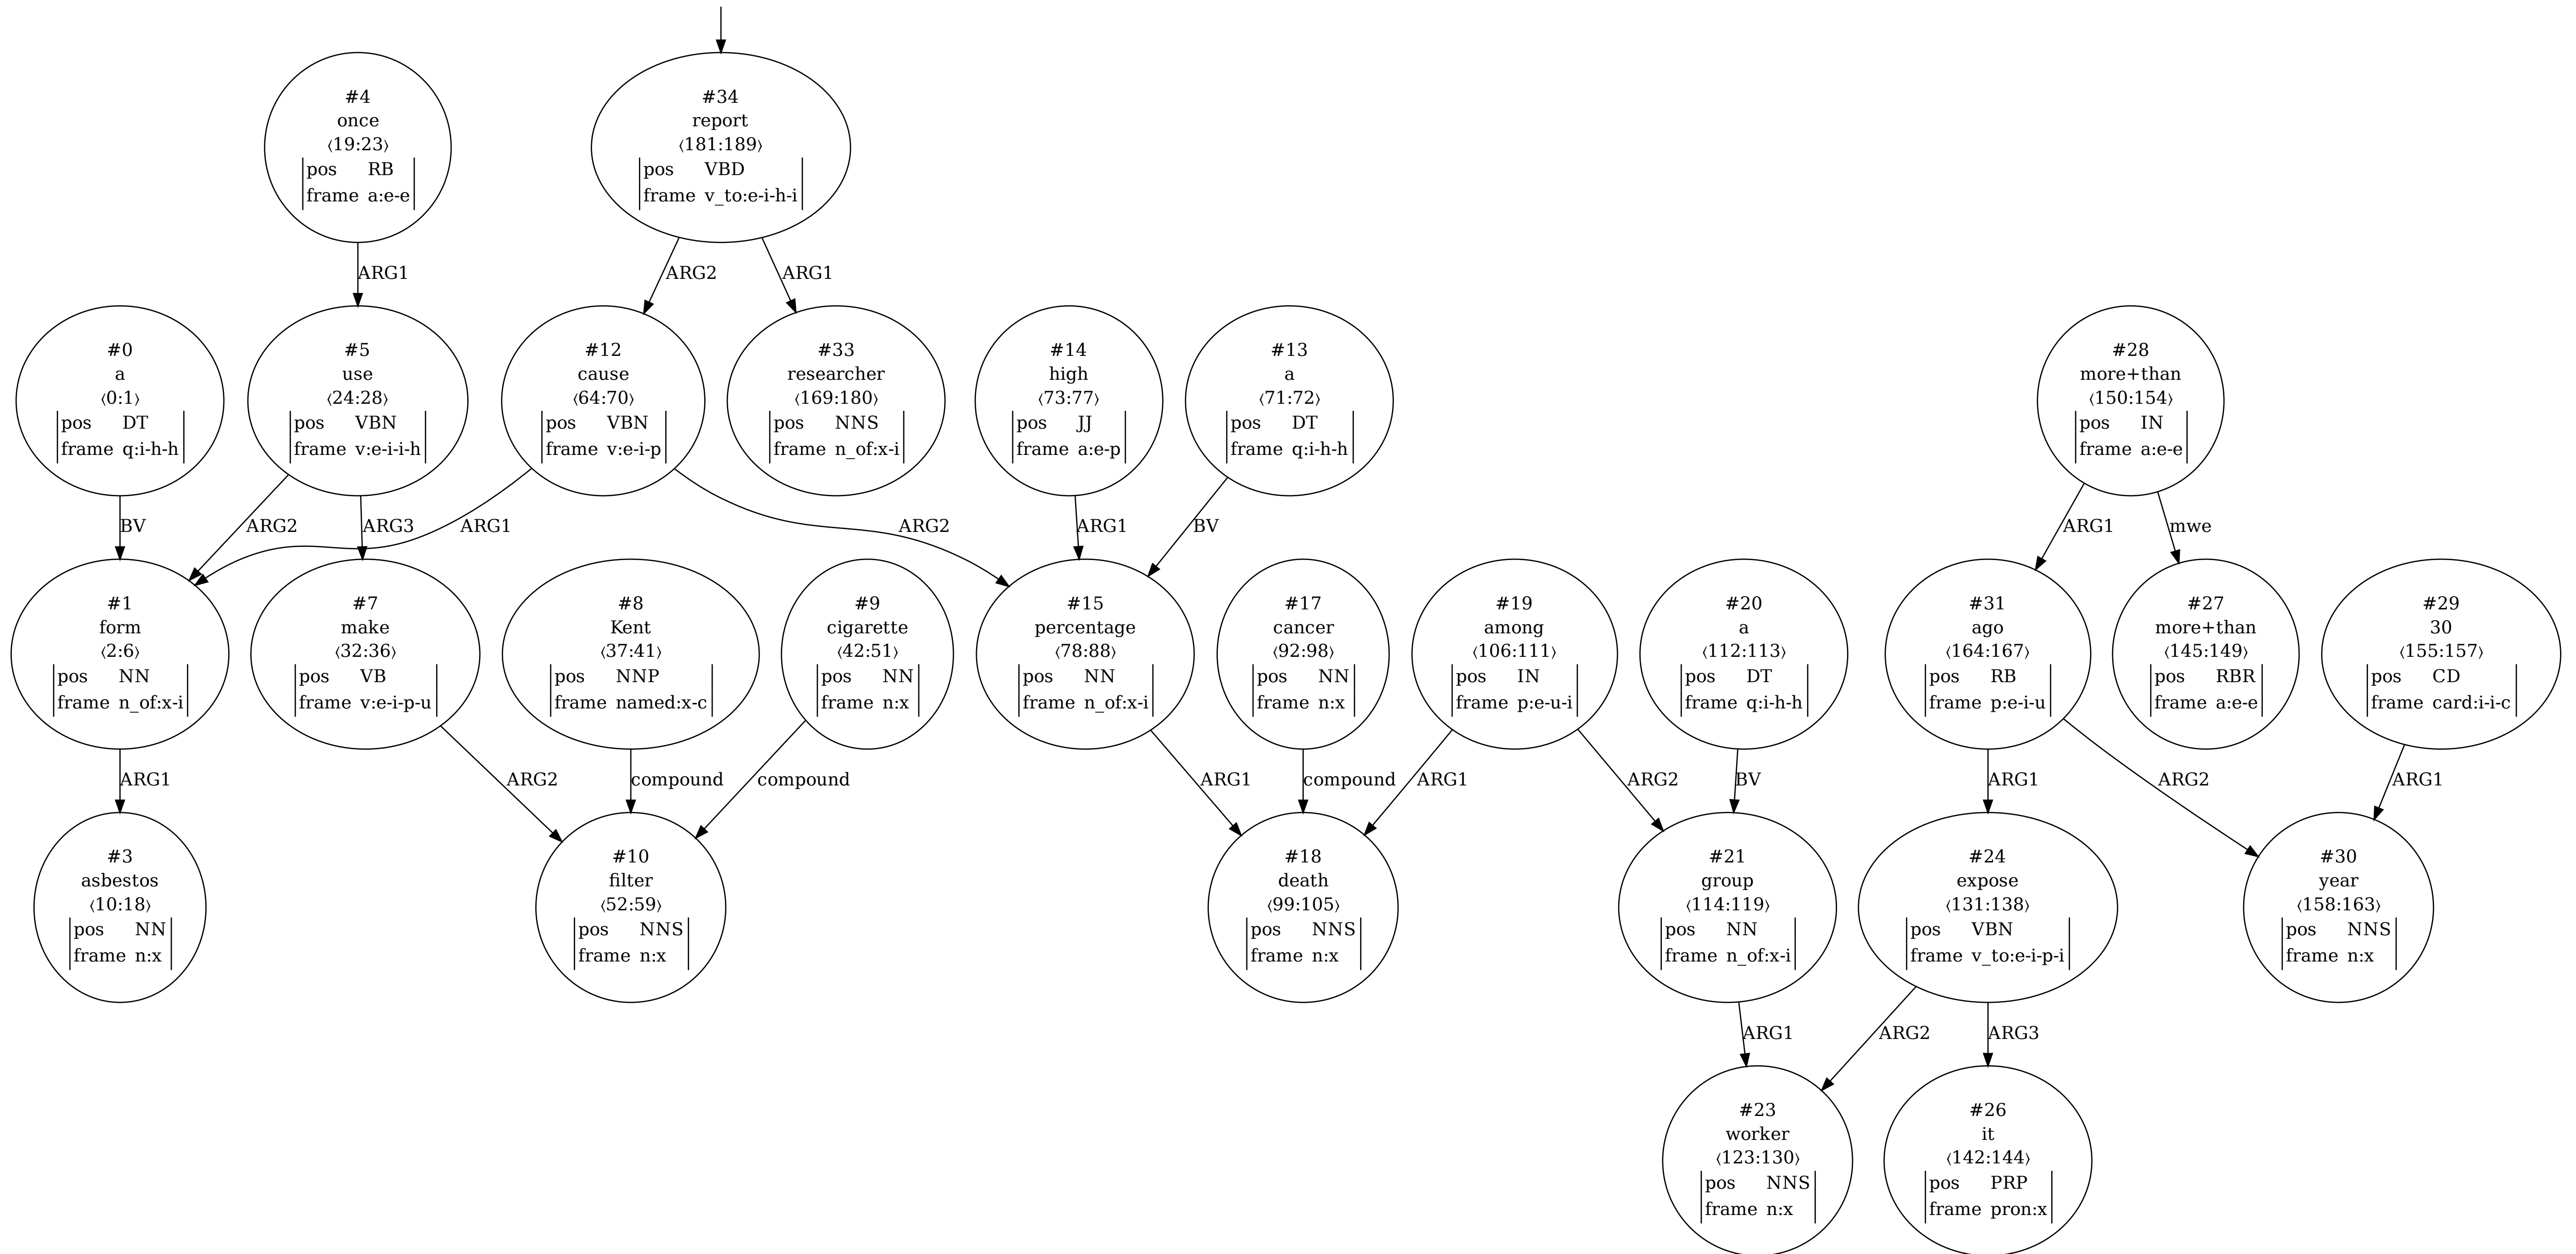 #4
once
⟨19:23⟩
pos RB
frame a:e-e
#34
report
⟨181:189⟩
pos VBD
frame v_to:e-i-h-i
ARG1
ARG2
ARG1
#0
a
⟨0:1⟩
pos DT
frame q:i-h-h
#5
use
⟨24:28⟩
pos VBN
frame v:e-i-i-h
#12
cause
⟨64:70⟩
pos VBN
frame v:e-i-p
#33
researcher
⟨169:180⟩
pos NNS
frame n_of:x-i
#14
high
⟨73:77⟩
pos JJ
frame a:e-p
#13
a
⟨71:72⟩
pos DT
frame q:i-h-h
#28
more+than
⟨150:154⟩
pos IN
frame a:e-e
BV
ARG2
ARG3
ARG1
ARG2
ARG1
BV
ARG1
mwe
#1
form
⟨2:6⟩
pos NN
frame n_of:x-i
#7
make
⟨32:36⟩
pos VB
frame v:e-i-p-u
#8
Kent
⟨37:41⟩
pos NNP
frame named:x-c
#9
cigarette
⟨42:51⟩
pos NN
frame n:x
#15
percentage
⟨78:88⟩
pos NN
frame n_of:x-i
#17
cancer
⟨92:98⟩
pos NN
frame n:x
#19
among
⟨106:111⟩
pos IN
frame p:e-u-i
#20
a
⟨112:113⟩
pos DT
frame q:i-h-h
#31
ago
⟨164:167⟩
pos RB
frame p:e-i-u
#27
more+than
⟨145:149⟩
pos RBR
frame a:e-e
#29
30
⟨155:157⟩
pos CD
frame card:i-i-c
ARG1
ARG2
compound
compound
ARG1
compound
ARG1
ARG2
BV
ARG1
ARG2
ARG1
#3
asbestos
⟨10:18⟩
pos NN
frame n:x
#10
filter
⟨52:59⟩
pos NNS
frame n:x
#18
death
⟨99:105⟩
pos NNS
frame n:x
#21
group
⟨114:119⟩
pos NN
frame n_of:x-i
#24
expose
⟨131:138⟩
pos VBN
frame v_to:e-i-p-i
#30
year
⟨158:163⟩
pos NNS
frame n:x
ARG1
ARG2
ARG3
#23
worker
⟨123:130⟩
pos NNS
frame n:x
#26
it
⟨142:144⟩
pos PRP
frame pron:x